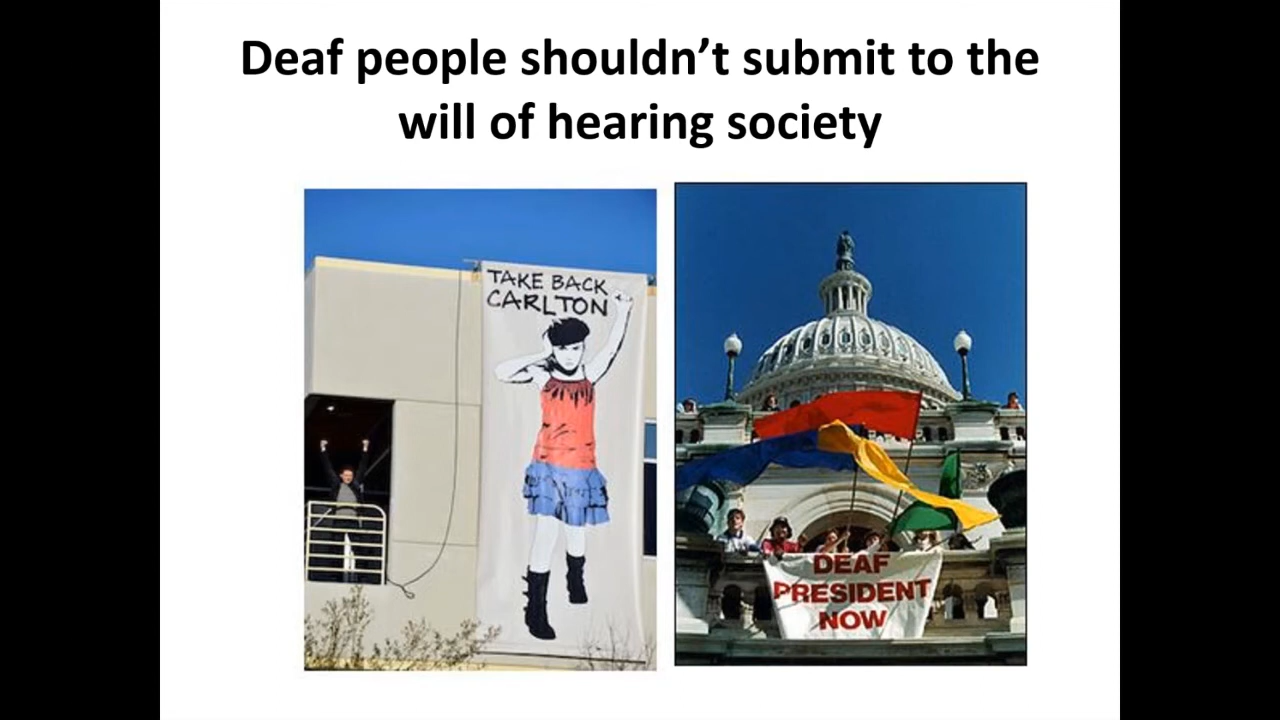 Deaf people shouldn’t submit to the
will of hearing society
TAKE BACK
CARLTON
DEAF
PRESIDENT
NOW